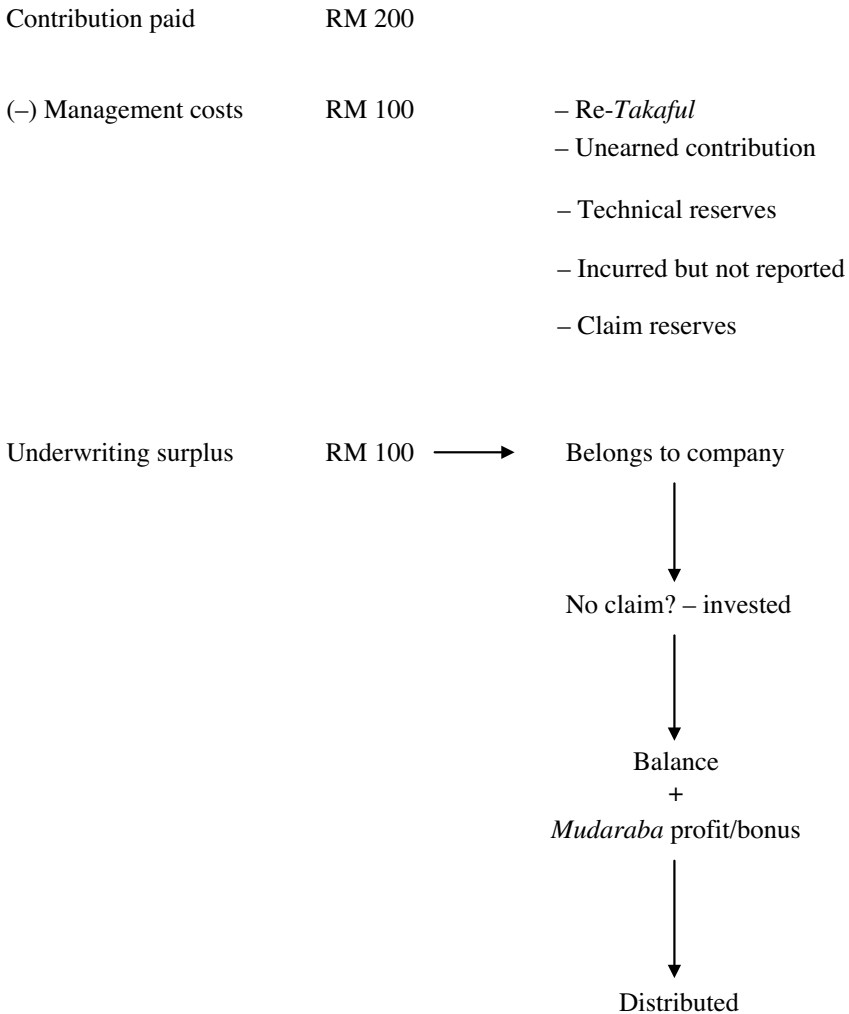 Contribution paid RM 200
(–) Management costs RM 100 – Re-Takaful
– Unearned contribution
– Technical reserves
– Incurred but not reported
– Claim reserves
Underwriting surplus RM 100 Belongs to company
No claim? – invested
Balance
+
Mudaraba profit/bonus
Distributed